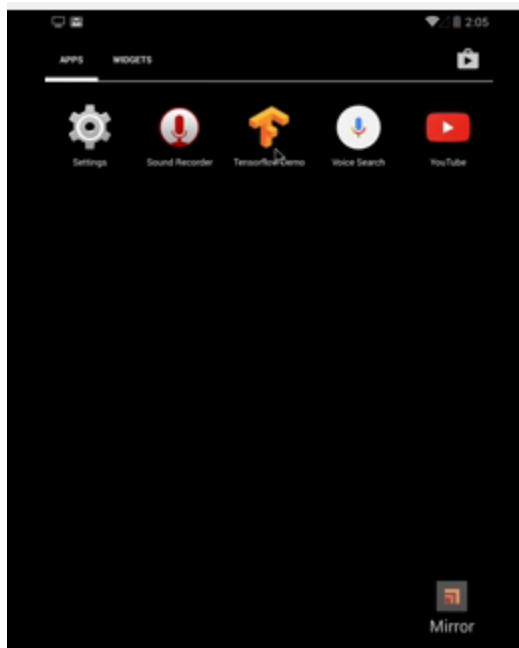 2:05
APPS WIDGETS
Settings Sound Recorder Tensorflow Demo Voice Search YouTube
Mirror